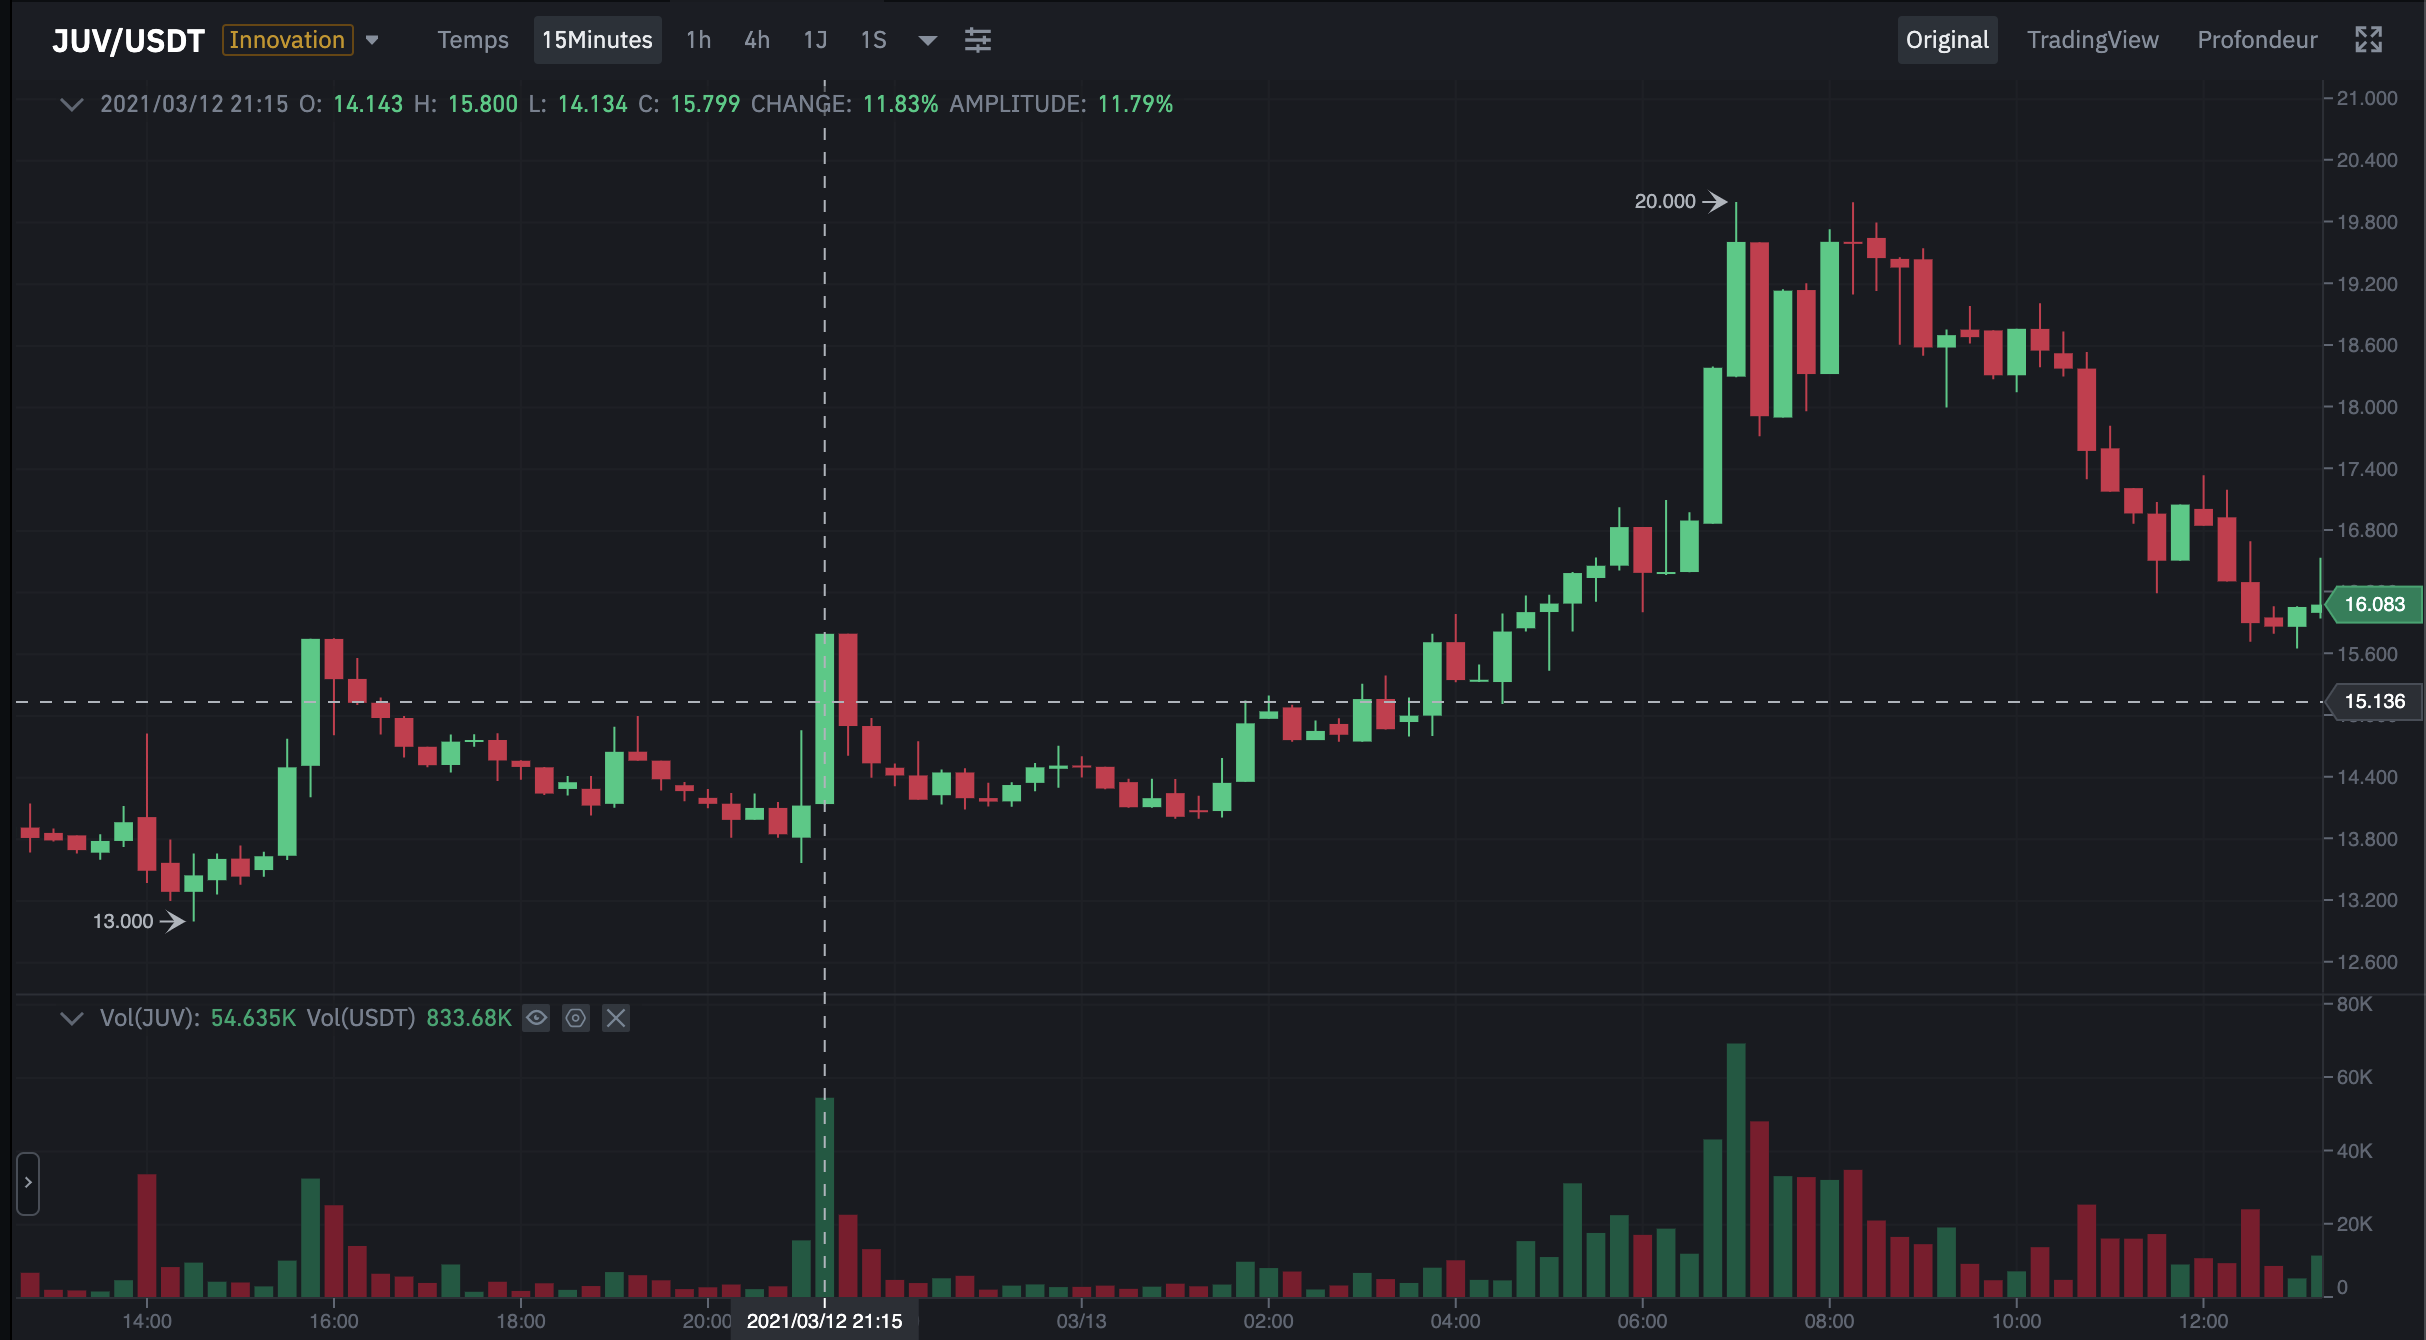 JUV/USDT Innovation Temps 15Minutes 1h 4h 1J 1S Original TradingView Profondeur
2021/03/12 21:15 O: 14.143 H: 15.800 L: 14.134 C: 15.799 CHANGE: 11.83% AMPLITUDE: 11.79%
21.000
20.400
20.000
19.800
19.200
18.600
18.000
17.400
16.800
16.083
15.600
15.136
14.400
13.800
13.200
13.000
12.600
Vol(JUV): 54.635K Vol(USDT) 833.68K
80K
60K
40K
20K
0
14:00 16:00 18:00 20:00 2021/03/12 21:15 03/13 02:00 04:00 06:00 08:00 10:00 12:00